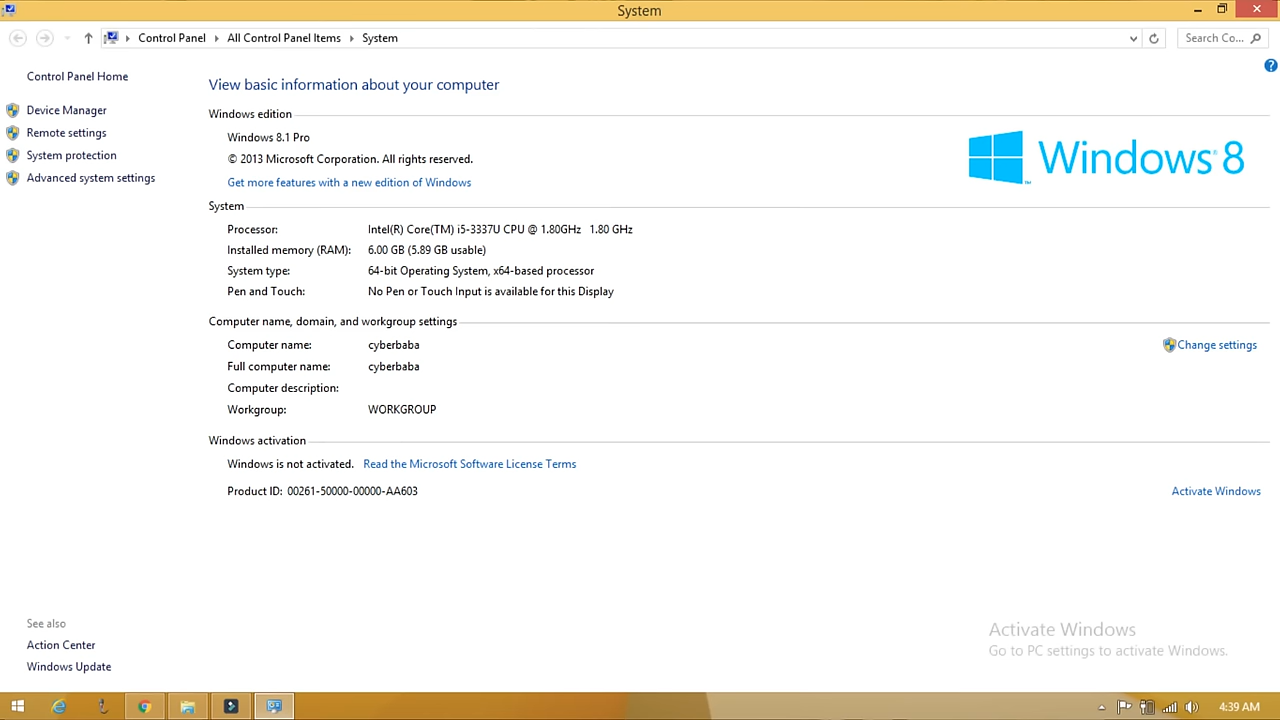 System
Control Panel All Control Panel Items System
Search Co...
Control Panel Home
Device Manager
Remote settings
System protection
Advanced system settings
View basic information about your computer
Windows edition
Windows 8.1 Pro
© 2013 Microsoft Corporation. All rights reserved.
Get more features with a new edition of Windows
Windows 8
System
Processor: Intel(R) Core(TM) i5-3337U CPU @ 1.80GHz 1.80 GHz
Installed memory (RAM): 6.00 GB (5.89 GB usable)
System type: 64-bit Operating System, x64-based processor
Pen and Touch: No Pen or Touch Input is available for this Display
Computer name, domain, and workgroup settings
Computer name: cyberbaba
Change settings
Full computer name: cyberbaba
Computer description:
Workgroup: WORKGROUP
Windows activation
Windows is not activated. Read the Microsoft Software License Terms
Product ID: 00261-50000-00000-AA603
Activate Windows
See also
Action Center
Windows Update
Activate Windows
Go to PC settings to activate Windows.
4:39 AM